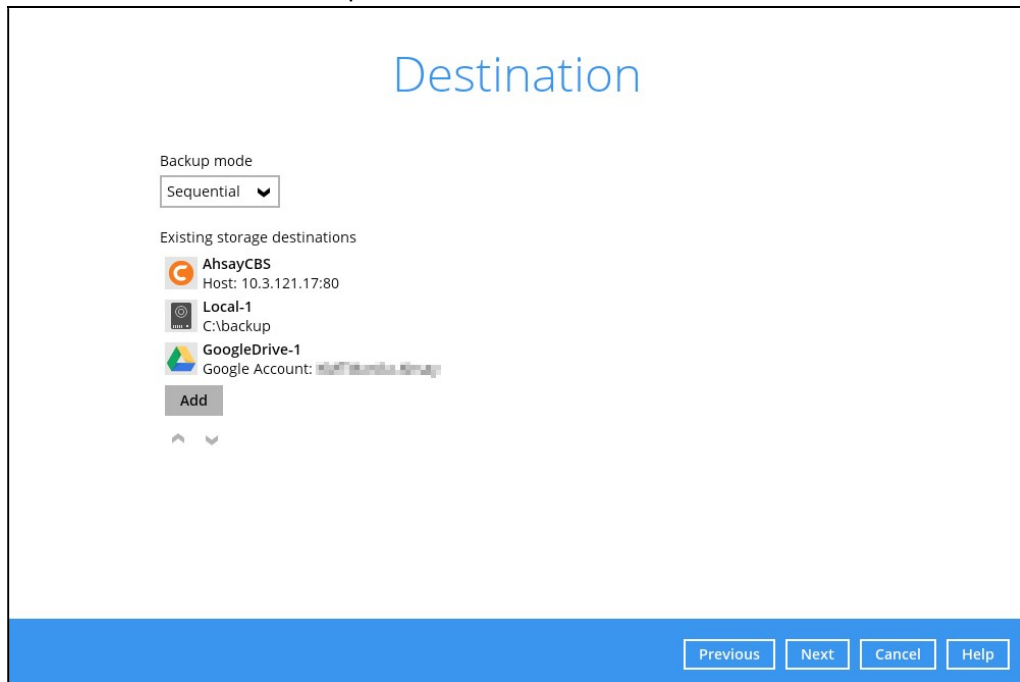 Destination
Backup mode
Sequential
Existing storage destinations
AhsayCBS
Host: 10.3.121.17:80
Local-1
C:\backup
GoogleDrive-1
Google Account:
Add
Previous Next Cancel Help